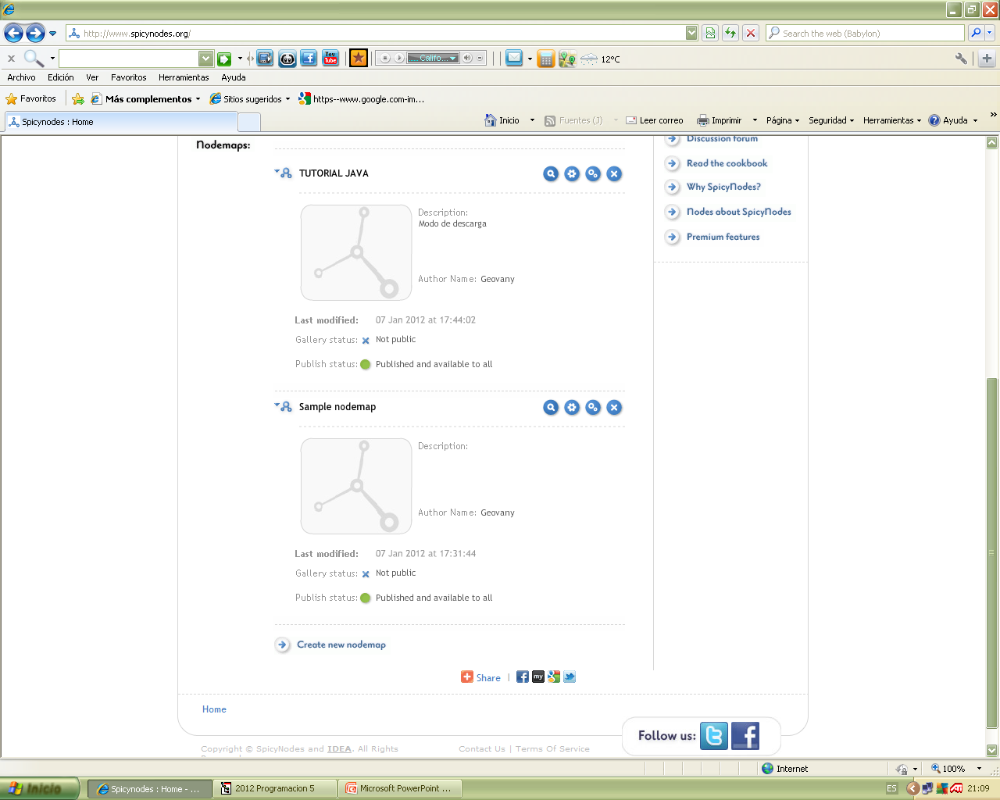 http://www.spicynodes.org/
Search the web (Babylon)
You Tube
Califo...
12°C
Archivo Edición Ver Favoritos Herramientas Ayuda
Favoritos Más complementos Sitios sugeridos https--www.google.com-im...
Spicynodes : Home
Inicio Fuentes (J) Leer correo Imprimir Página Seguridad Herramientas Ayuda
Nodemaps:
Discussion forum
Read the cookbook
Why SpicyNodes?
Nodes about SpicyNodes
Premium features
TUTORIAL JAVA
Description:
Modo de descarga
Author Name: Geovany
Last modified: 07 Jan 2012 at 17:44:02
Gallery status: Not public
Publish status: Published and available to all
Sample nodemap
Description:
Author Name: Geovany
Last modified: 07 Jan 2012 at 17:31:44
Gallery status: Not public
Publish status: Published and available to all
Create new nodemap
Share | my
Home
Follow us:
Copyright © SpicyNodes and IDEA. All Rights
Contact Us | Terms Of Service
Internet 100%
Inicio Spicynodes : Home - ... 2012 Programacion 5 Microsoft PowerPoint ... ES 21:09